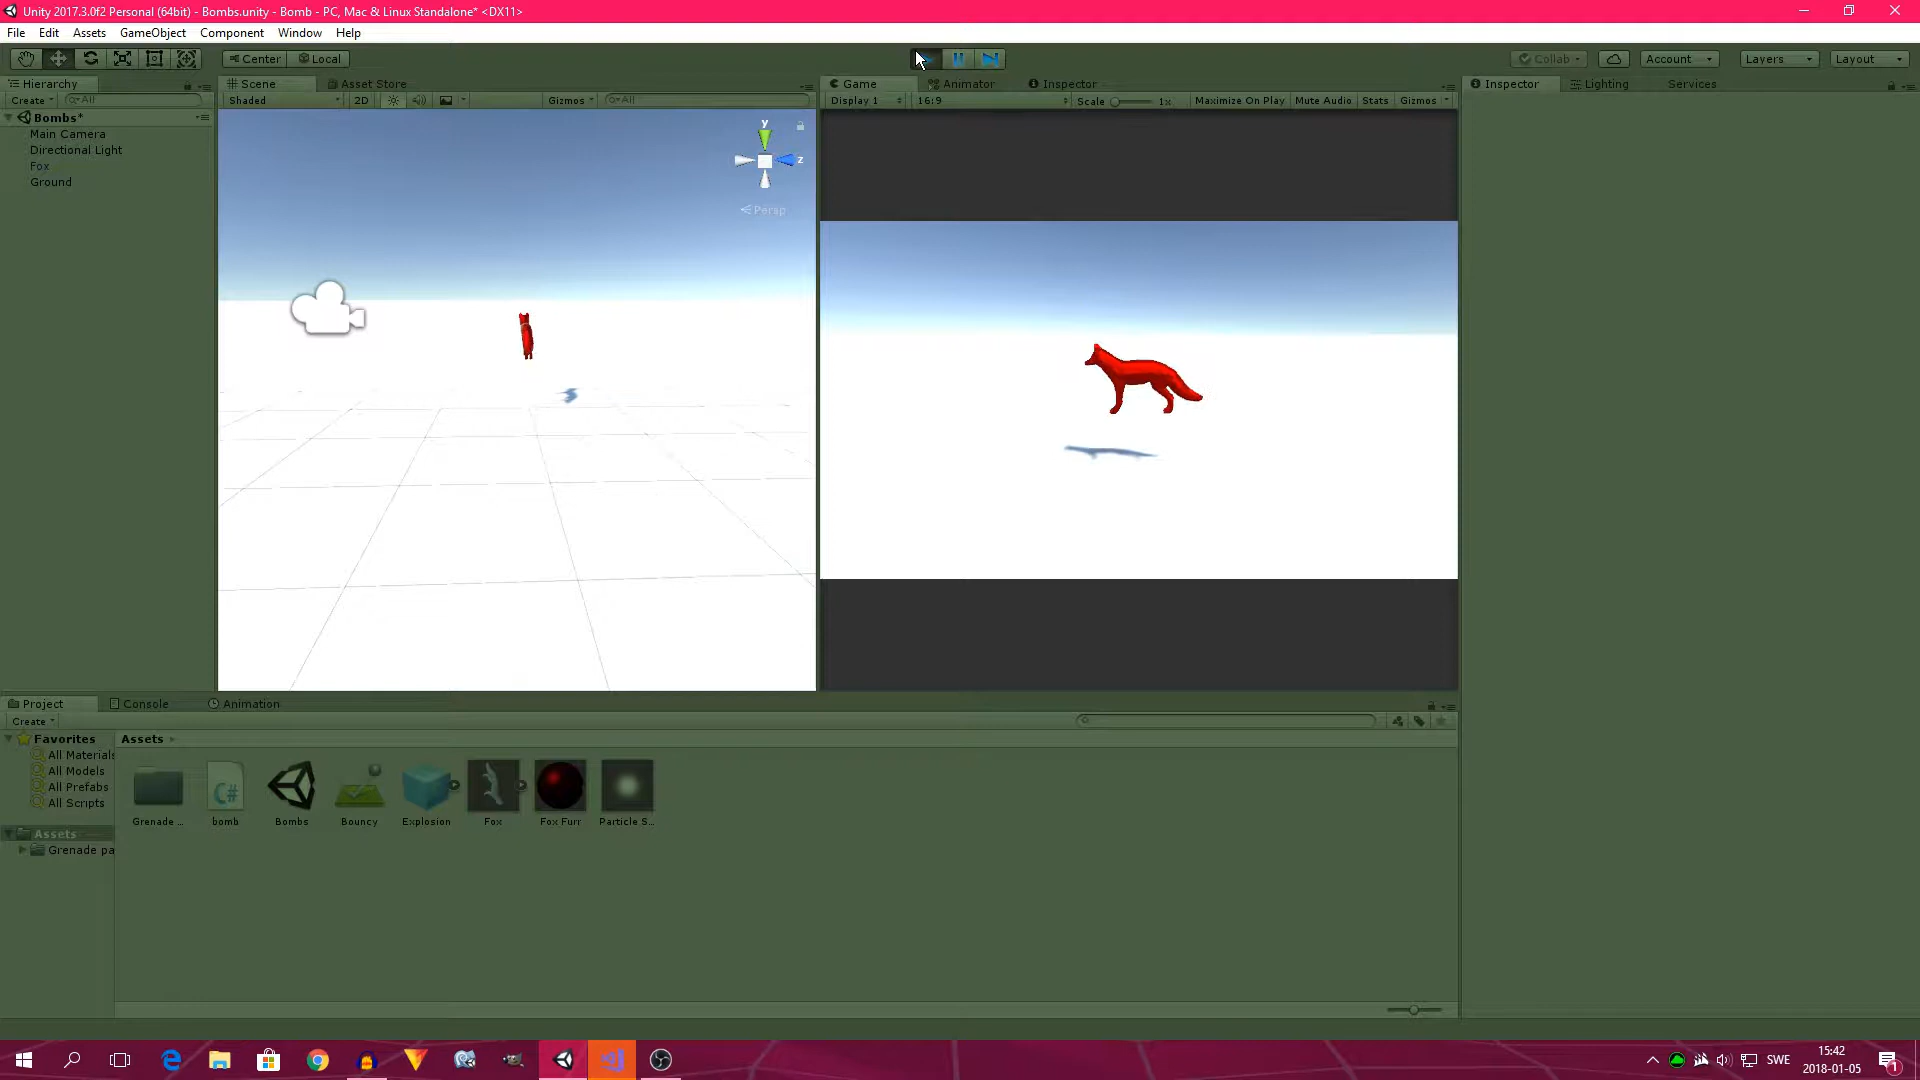 Unity 2017.3.0f2 Personal (64bit) - Bombs.unity - Bomb - PC, Mac & Linux Standalone* <DX11>
File Edit Assets GameObject Component Window Help
Center Local Collab Account Layers Layout
Hierarchy Scene Asset Store Game Animator Inspector Inspector Lighting Services
Create All Shaded 2D Gizmos All Display 1 16:9 Scale 1x Maximize On Play Mute Audio Stats Gizmos
Bombs*
Main Camera
Directional Light
Fox
Ground
y
z
Persp
Project Console Animation
Create
Favorites
All Materials
All Models
All Prefabs
All Scripts
Assets
Grenade pa
Assets
Grenade ... bomb Bombs Bouncy Explosion Fox Fox Furr Particle S...
C#
SWE
15:42
2018-01-05
1